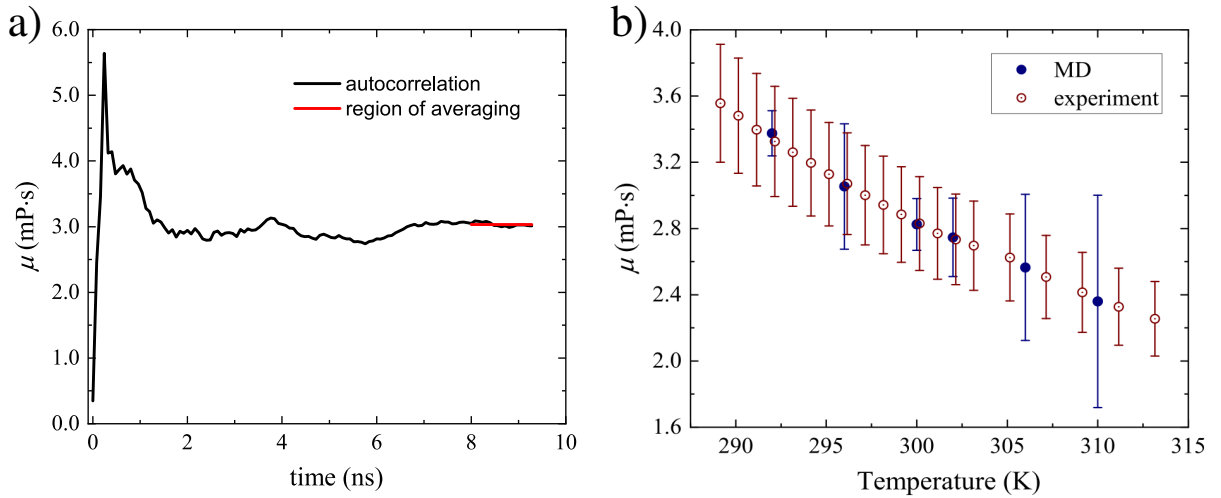 a)
6.0
5.0
4.0
3.0
2.0
1.0
0.0
μ (mP·s)
autocorrelation
region of averaging
0 2 4 6 8 10
time (ns)
b)
4.0
3.6
3.2
2.8
2.4
2.0
1.6
μ (mP·s)
MD
experiment
290 295 300 305 310 315
Temperature (K)